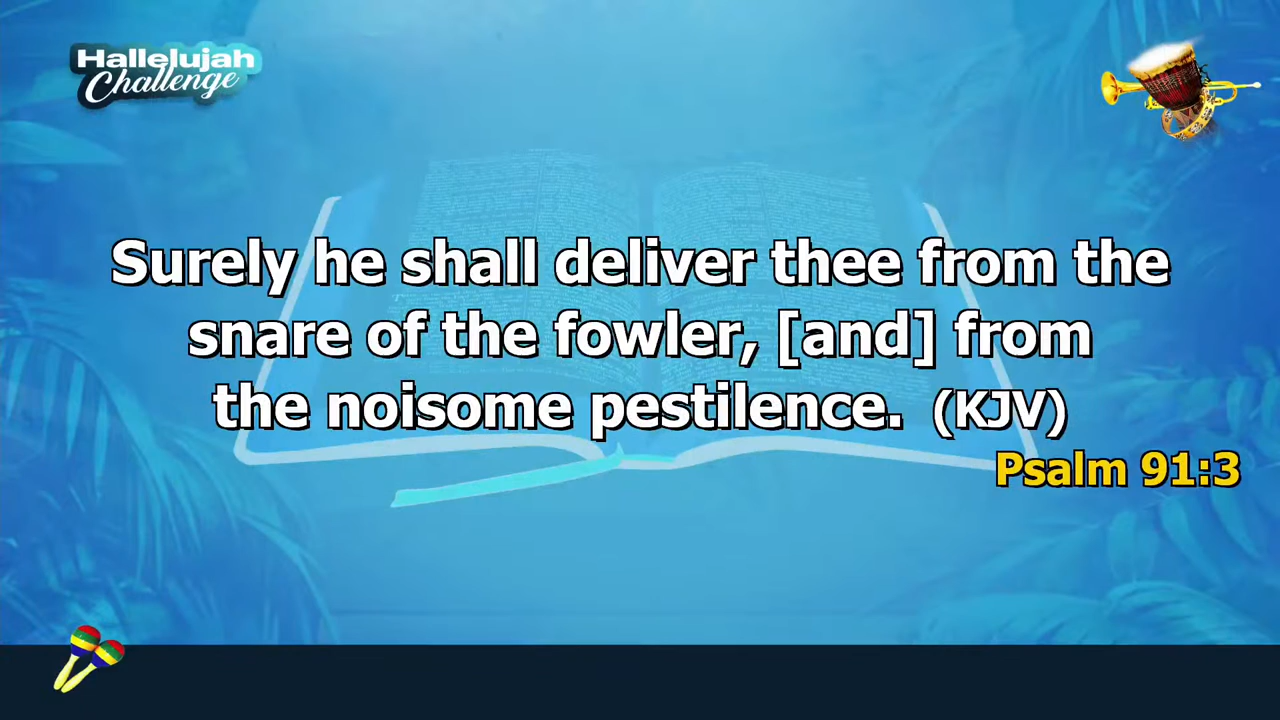 Hallelujah
Challenge
Surely he shall deliver thee from the
snare of the fowler, [and] from
the noisome pestilence. (KJV)
Psalm 91:3